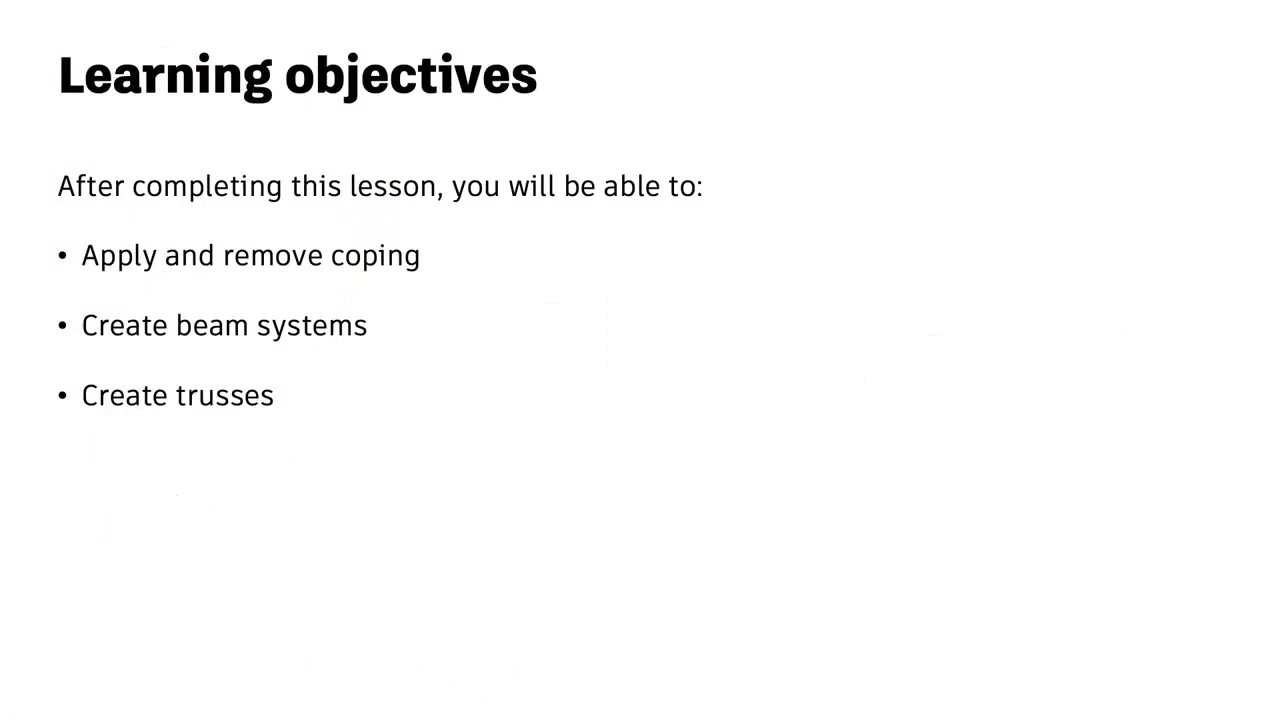 Learning objectives
After completing this lesson, you will be able to:
• Apply and remove coping
• Create beam systems
• Create trusses